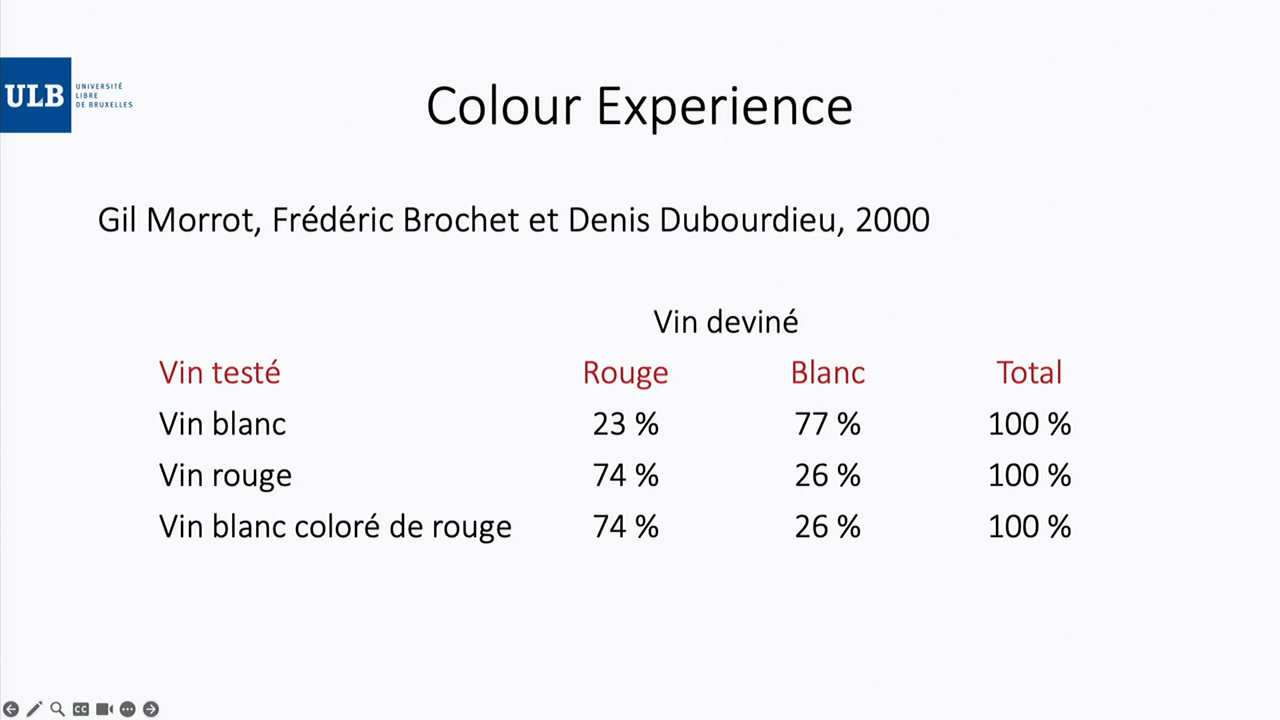 ULB
UNIVERSITÉ
LIBRE
DE BRUXELLES
Colour Experience
Gil Morrot, Frédéric Brochet et Denis Dubourdieu, 2000
Vin deviné
Vin testé Rouge Blanc Total
Vin blanc 23 % 77 % 100 %
Vin rouge 74 % 26 % 100 %
Vin blanc coloré de rouge 74 % 26 % 100 %
CC